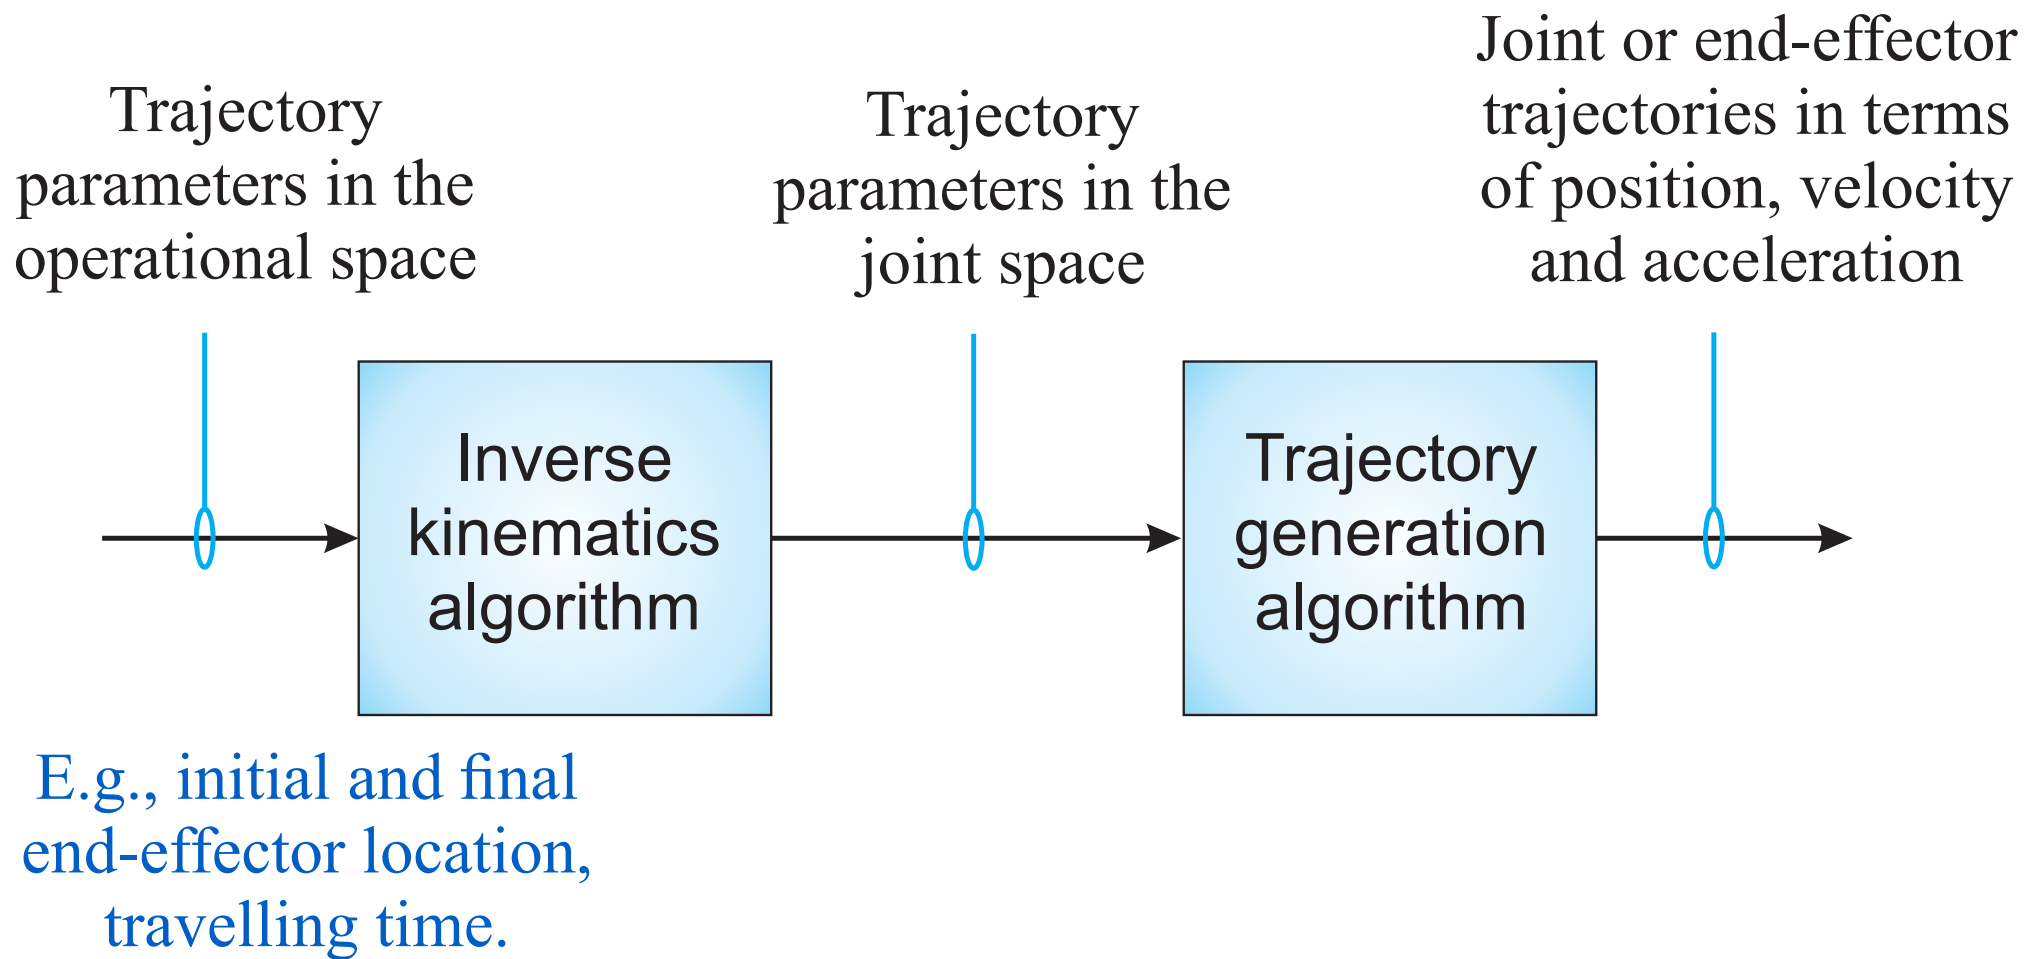 Trajectory
parameters in the
operational space
Trajectory
parameters in the
joint space
Joint or end-effector
trajectories in terms
of position, velocity
and acceleration
Inverse
kinematics
algorithm
Trajectory
generation
algorithm
E.g., initial and final
end-effector location,
travelling time.